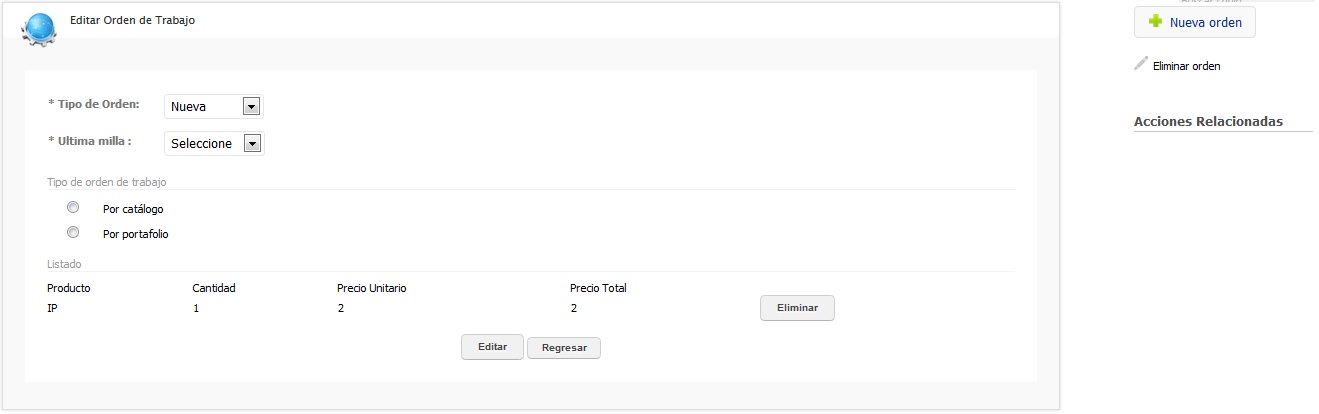 Editar Orden de Trabajo
* Tipo de Orden: Nueva
* Ultima milla : Seleccione
Tipo de orden de trabajo
Por catálogo
Por portafolio
Listado
Producto Cantidad Precio Unitario Precio Total
IP 1 2 2 Eliminar
Editar Regresar
Nueva orden
Eliminar orden
Acciones Relacionadas